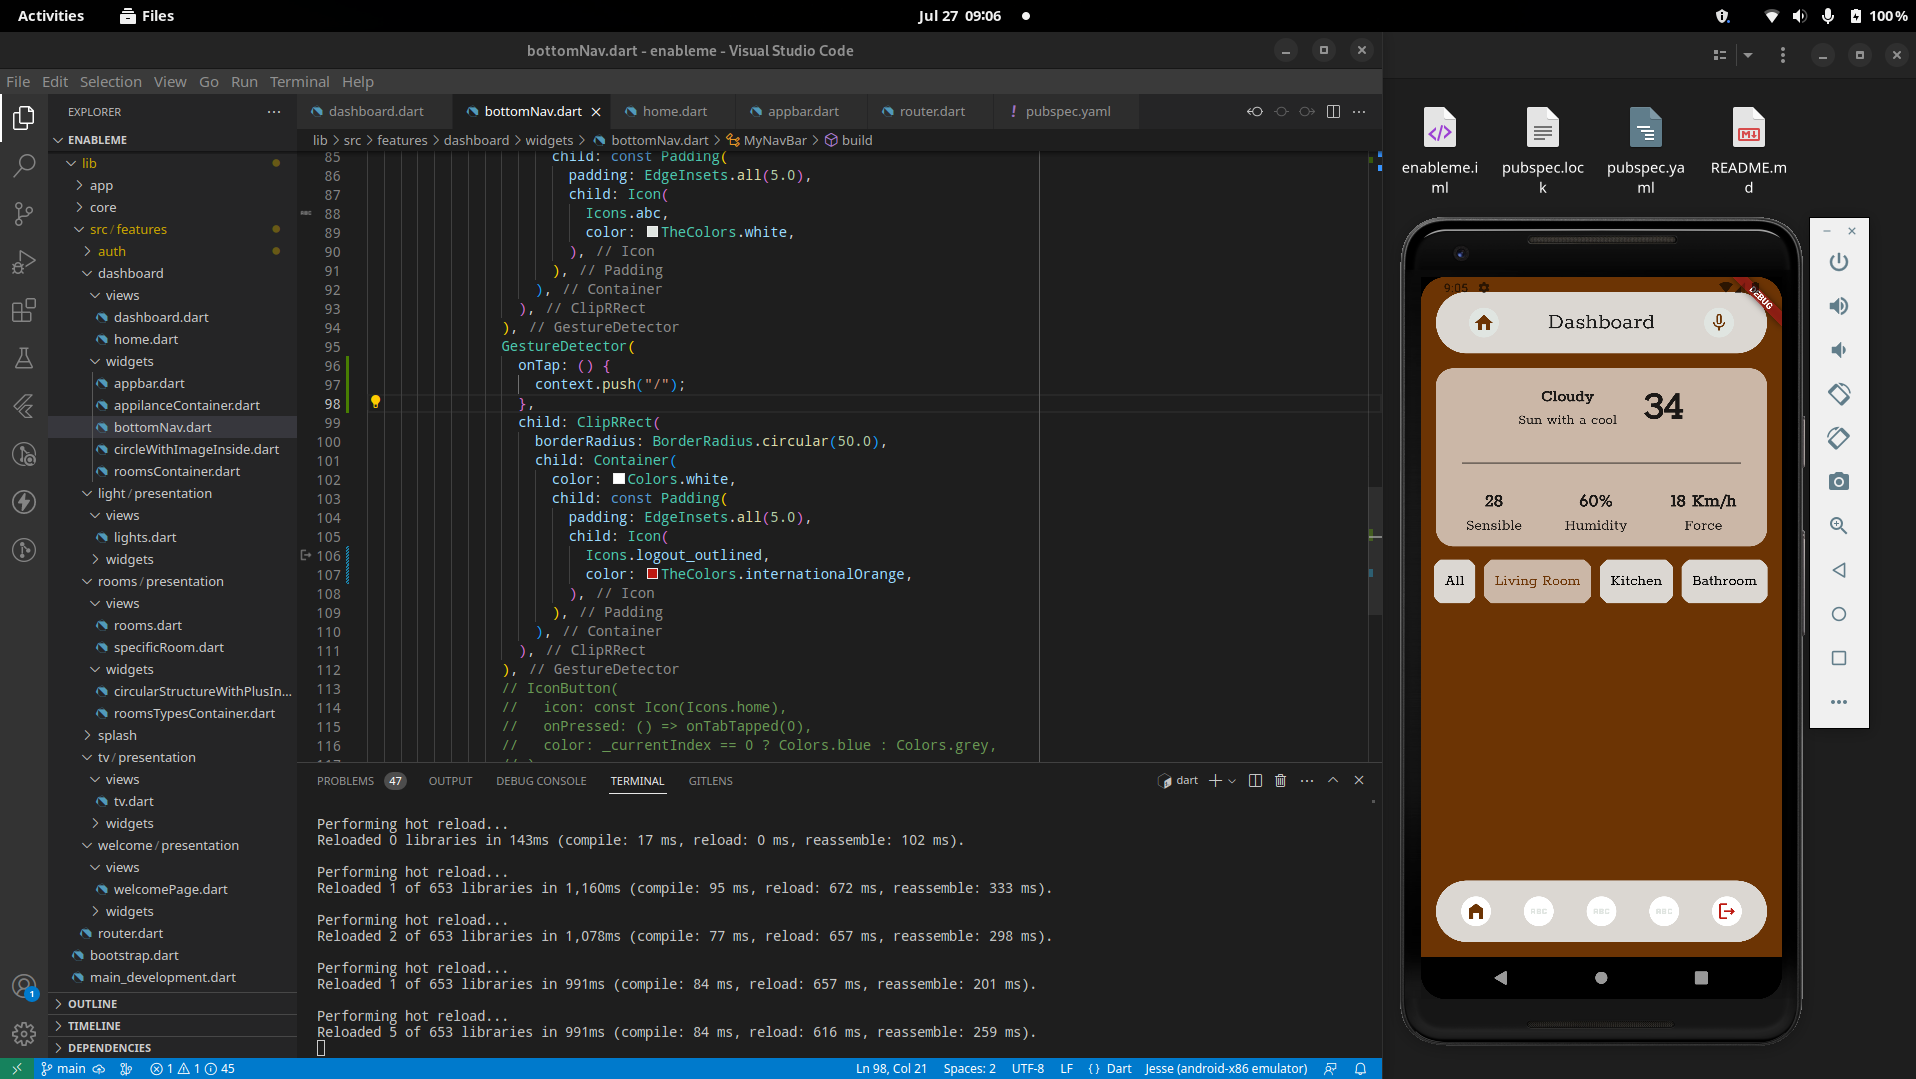 Activities
Files
Jul 27 09:06
100%
bottomNav.dart - enableme - Visual Studio Code
File Edit Selection View Go Run Terminal Help
EXPLORER
ENABLEME
lib
app
core
src / features
auth
dashboard
views
dashboard.dart
home.dart
widgets
appbar.dart
appilanceContainer.dart
bottomNav.dart
circleWithImageInside.dart
roomsContainer.dart
light / presentation
views
lights.dart
widgets
rooms / presentation
views
rooms.dart
specificRoom.dart
widgets
circularStructureWithPlusIn...
roomsTypesContainer.dart
splash
tv / presentation
views
tv.dart
widgets
welcome / presentation
views
welcomePage.dart
widgets
router.dart
bootstrap.dart
main_development.dart
OUTLINE
TIMELINE
DEPENDENCIES
1
dashboard.dart
bottomNav.dart
home.dart
appbar.dart
router.dart
! pubspec.yaml
lib > src > features > dashboard > widgets > bottomNav.dart > MyNavBar > build
85 child: const Padding(
86 padding: EdgeInsets.all(5.0),
87 child: Icon(
88 Icons.abc,
89 color: TheColors.white,
90 ), // Icon
91 ), // Padding
92 ), // Container
93 ), // ClipRRect
94 ), // GestureDetector
95 GestureDetector(
96 onTap: () {
97 context.push("/");
98 },
99 child: ClipRRect(
100 borderRadius: BorderRadius.circular(50.0),
101 child: Container(
102 color: Colors.white,
103 child: const Padding(
104 padding: EdgeInsets.all(5.0),
105 child: Icon(
106 Icons.logout_outlined,
107 color: TheColors.internationalOrange,
108 ), // Icon
109 ), // Padding
110 ), // Container
111 ), // ClipRRect
112 ), // GestureDetector
113 // IconButton(
114 // icon: const Icon(Icons.home),
115 // onPressed: () => onTabTapped(0),
116 // color: _currentIndex == 0 ? Colors.blue : Colors.grey,
PROBLEMS 47 OUTPUT DEBUG CONSOLE TERMINAL GITLENS
dart
Performing hot reload...
Reloaded 0 libraries in 143ms (compile: 17 ms, reload: 0 ms, reassemble: 102 ms).
Performing hot reload...
Reloaded 1 of 653 libraries in 1,160ms (compile: 95 ms, reload: 672 ms, reassemble: 333 ms).
Performing hot reload...
Reloaded 2 of 653 libraries in 1,078ms (compile: 77 ms, reload: 657 ms, reassemble: 298 ms).
Performing hot reload...
Reloaded 1 of 653 libraries in 991ms (compile: 84 ms, reload: 657 ms, reassemble: 201 ms).
Performing hot reload...
Reloaded 5 of 653 libraries in 991ms (compile: 84 ms, reload: 616 ms, reassemble: 259 ms).
main
1 1 45
Ln 98, Col 21 Spaces: 2 UTF-8 LF { } Dart Jesse (android-x86 emulator)
enableme.i
ml
pubspec.loc
k
pubspec.ya
ml
README.m
d
9:05
DEBUG
Dashboard
Cloudy
Sun with a cool
34
28
Sensible
60%
Humidity
18 Km/h
Force
All
Living Room
Kitchen
Bathroom
ABC
ABC
ABC